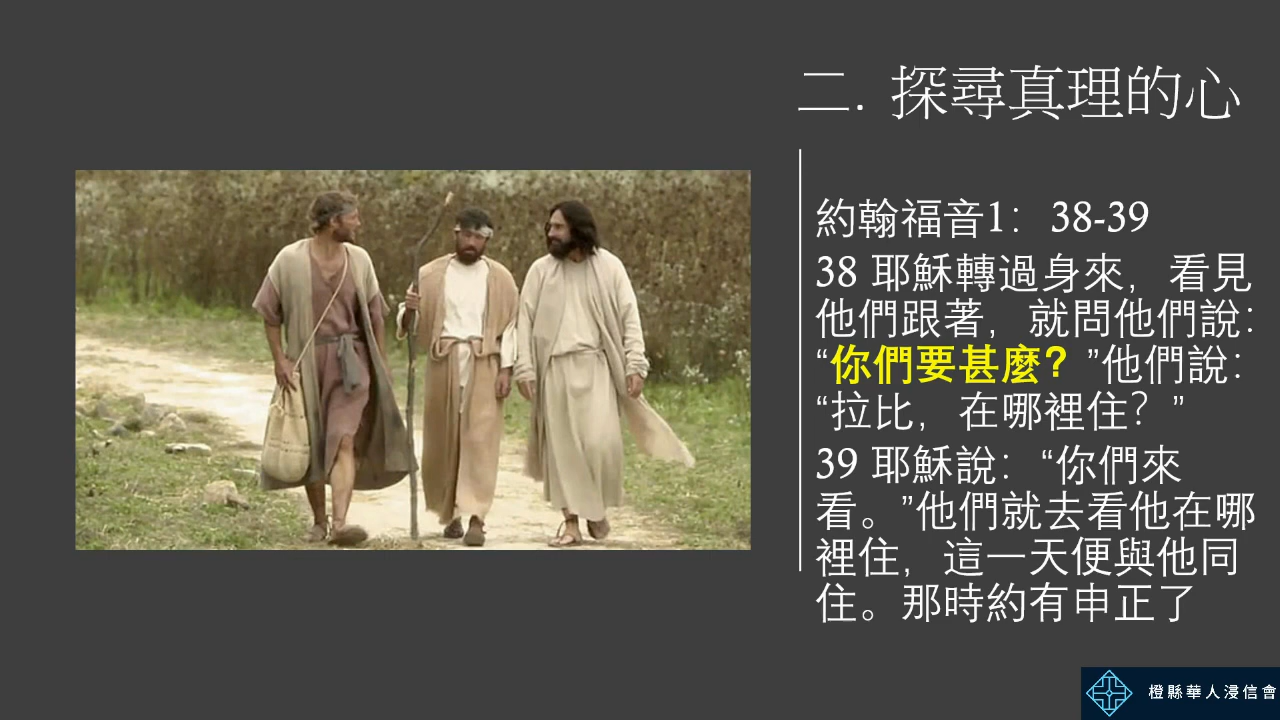 二. 探尋真理的心
約翰福音1：38-39
38 耶穌轉過身來，看見
他們跟著，就問他們說：
“你們要甚麼？”他們說：
“拉比，在哪裡住？”
39 耶穌說：“你們來
看。”他們就去看他在哪
裡住，這一天便與他同
住。那時約有申正了
橙縣華人浸信會